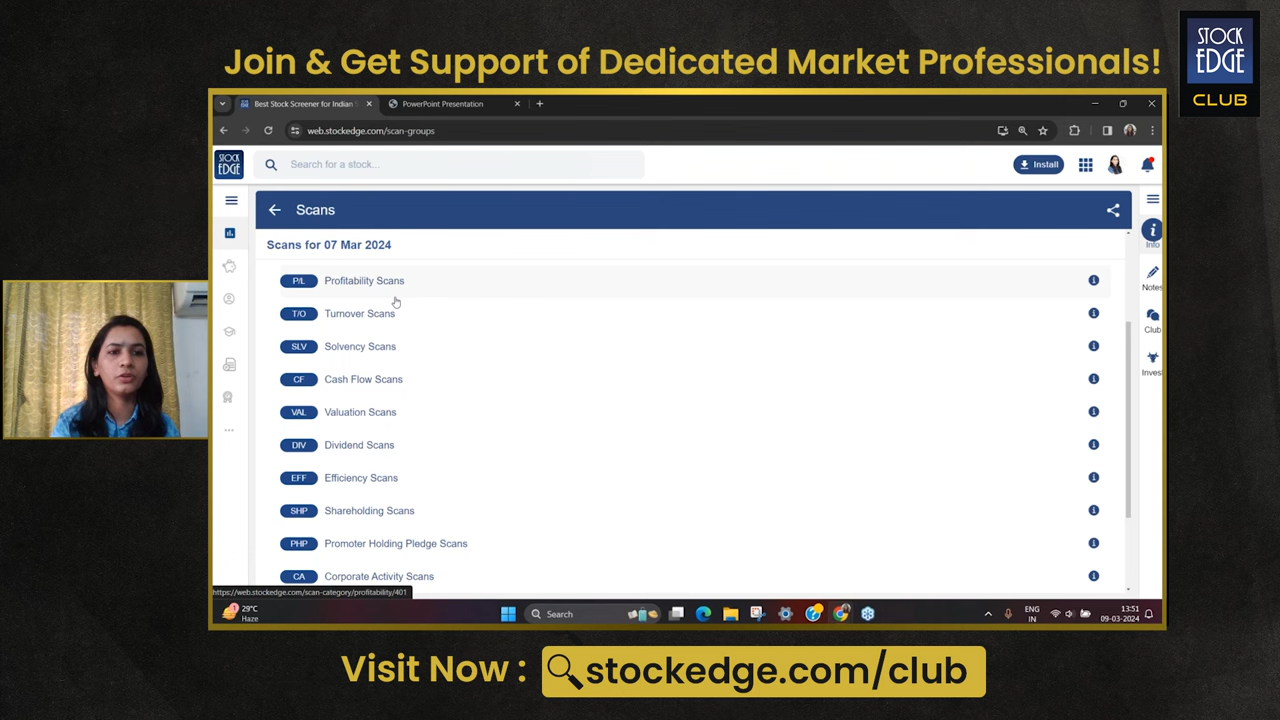 Join & Get Support of Dedicated Market Professionals!
STOCK
EDGE
CLUB
Best Stock Screener for Indian S
PowerPoint Presentation
web.stockedge.com/scan-groups
STOCK
EDGE
Search for a stock...
Install
Scans
Info
Scans for 07 Mar 2024
P/L Profitability Scans
Notes
T/O Turnover Scans
Club
SLV Solvency Scans
Invest
CF Cash Flow Scans
VAL Valuation Scans
DIV Dividend Scans
EFF Efficiency Scans
SHP Shareholding Scans
PHP Promoter Holding Pledge Scans
CA Corporate Activity Scans
https://web.stockedge.com/scan-category/profitability/401
29°C
Haze
Search
ENG
IN
13:51
09-03-2024
Visit Now : stockedge.com/club